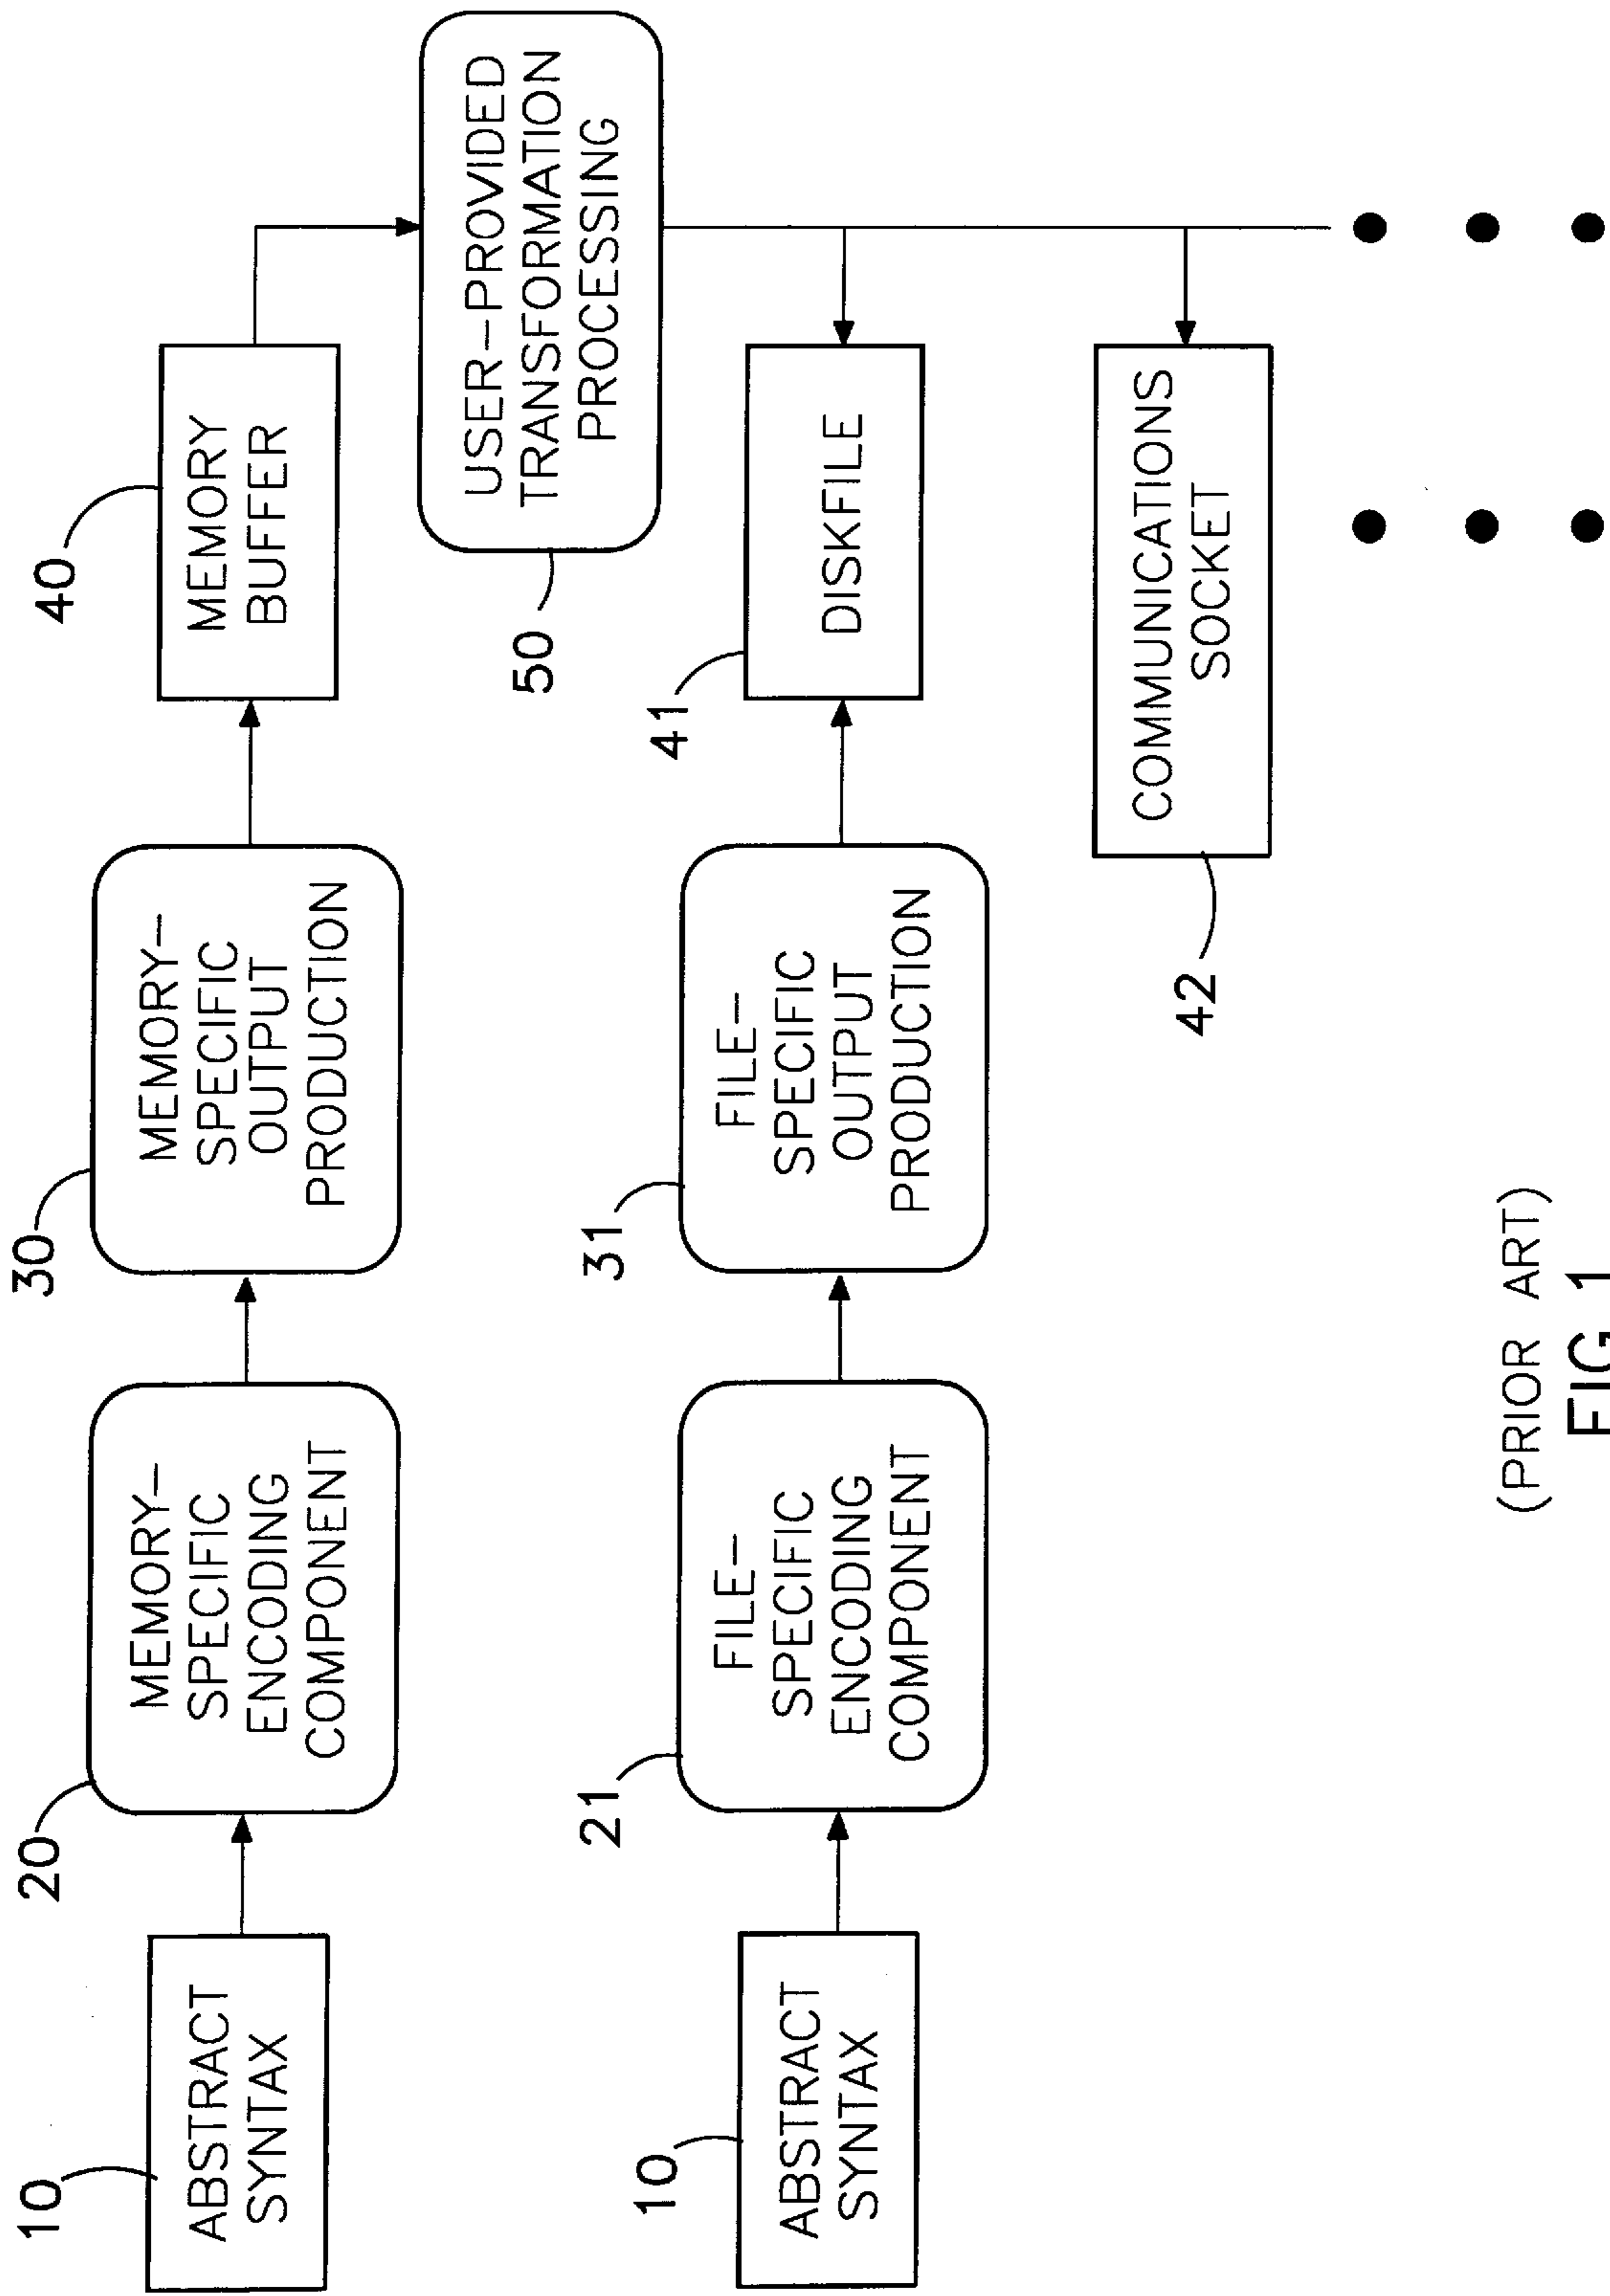 10
ABSTRACT
SYNTAX
20
MEMORY–
SPECIFIC
ENCODING
COMPONENT
30
MEMORY–
SPECIFIC
OUTPUT
PRODUCTION
40
MEMORY
BUFFER
50
USER–PROVIDED
TRANSFORMATION
PROCESSING
10
ABSTRACT
SYNTAX
21
FILE–
SPECIFIC
ENCODING
COMPONENT
31
FILE–
SPECIFIC
OUTPUT
PRODUCTION
41
DISKFILE
42
COMMUNICATIONS
SOCKET
(PRIOR ART)
FIG.1